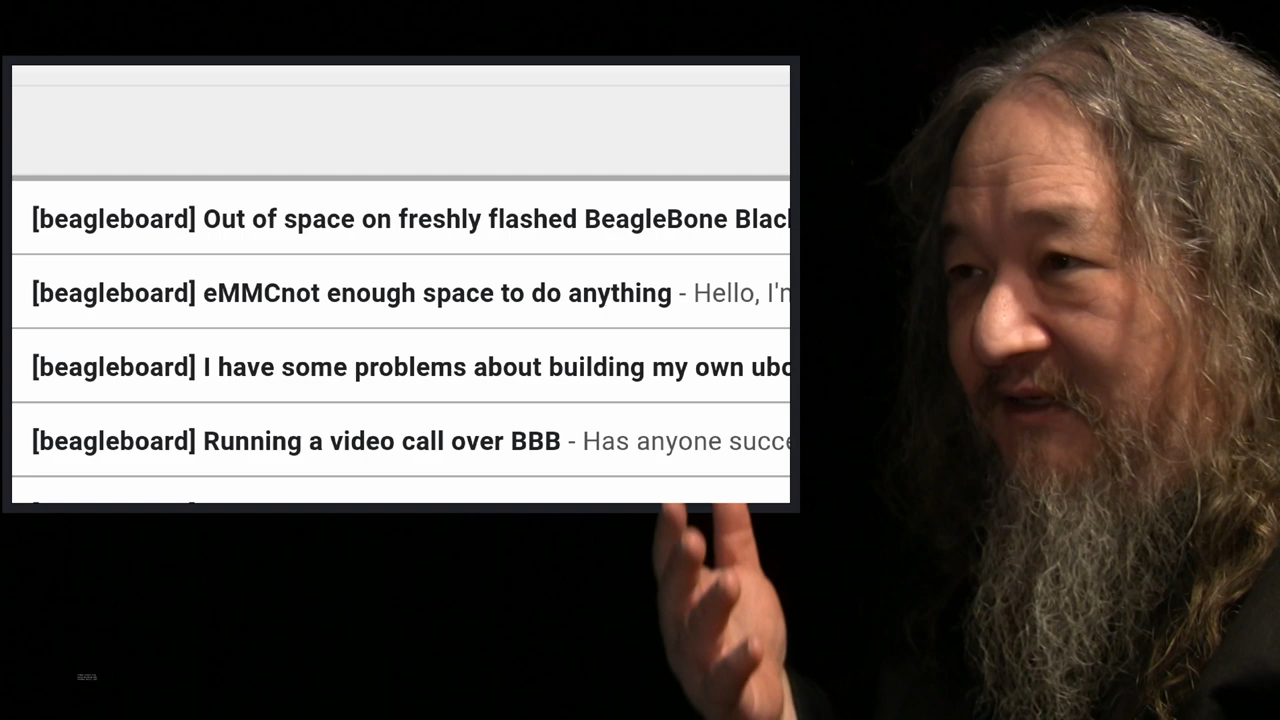 [beagleboard] Out of space on freshly flashed BeagleBone Black
[beagleboard] eMMCnot enough space to do anything - Hello, I'm
[beagleboard] I have some problems about building my own ubo
[beagleboard] Running a video call over BBB - Has anyone succe